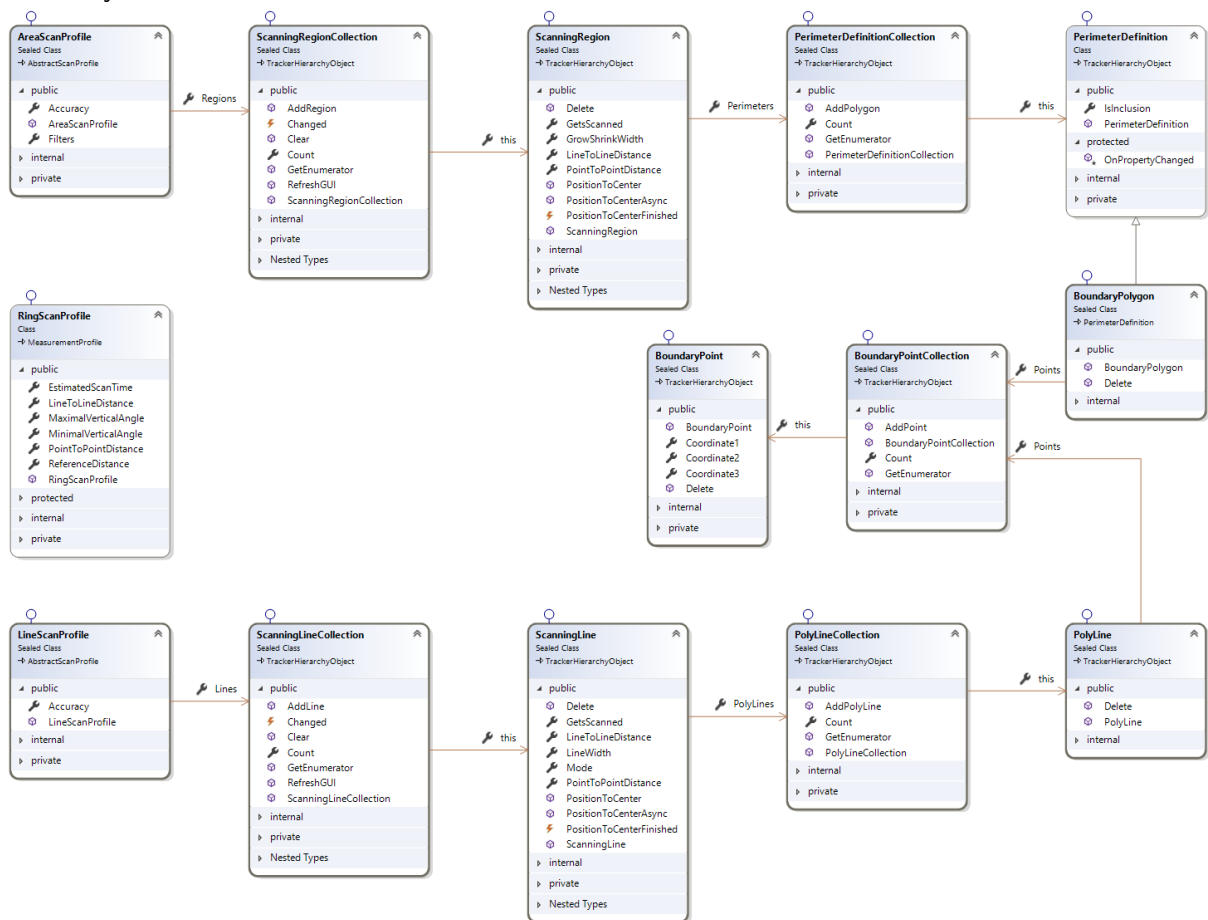 AreaScanProfile
Sealed Class
AbstractScanProfile
public
Accuracy
AreaScanProfile
Filters
internal
private
Regions
ScanningRegionCollection
Sealed Class
TrackerHierarchyObject
public
AddRegion
Changed
Clear
Count
GetEnumerator
RefreshGUI
ScanningRegionCollection
internal
private
Nested Types
this
ScanningRegion
Sealed Class
TrackerHierarchyObject
public
Delete
GetsScanned
GrowShrinkWidth
LineToLineDistance
PointToPointDistance
PositionToCenter
PositionToCenterAsync
PositionToCenterFinished
ScanningRegion
internal
private
Nested Types
Perimeters
PerimeterDefinitionCollection
Sealed Class
TrackerHierarchyObject
public
AddPolygon
Count
GetEnumerator
PerimeterDefinitionCollection
internal
private
this
PerimeterDefinition
Class
TrackerHierarchyObject
public
IsInclusion
PerimeterDefinition
protected
OnPropertyChanged
internal
private
RingScanProfile
Class
MeasurementProfile
public
EstimatedScanTime
LineToLineDistance
MaximalVerticalAngle
MinimalVerticalAngle
PointToPointDistance
ReferenceDistance
RingScanProfile
protected
internal
private
BoundaryPoint
Sealed Class
TrackerHierarchyObject
public
BoundaryPoint
Coordinate1
Coordinate2
Coordinate3
Delete
internal
private
this
BoundaryPointCollection
Sealed Class
TrackerHierarchyObject
public
AddPoint
BoundaryPointCollection
Count
GetEnumerator
internal
private
Points
Points
BoundaryPolygon
Sealed Class
PerimeterDefinition
public
BoundaryPolygon
Delete
internal
LineScanProfile
Sealed Class
AbstractScanProfile
public
Accuracy
LineScanProfile
internal
private
Lines
ScanningLineCollection
Sealed Class
TrackerHierarchyObject
public
AddLine
Changed
Clear
Count
GetEnumerator
RefreshGUI
ScanningLineCollection
internal
private
Nested Types
this
ScanningLine
Sealed Class
TrackerHierarchyObject
public
Delete
GetsScanned
LineToLineDistance
LineWidth
Mode
PointToPointDistance
PositionToCenter
PositionToCenterAsync
PositionToCenterFinished
ScanningLine
internal
private
Nested Types
PolyLines
PolyLineCollection
Sealed Class
TrackerHierarchyObject
public
AddPolyLine
Count
GetEnumerator
PolyLineCollection
internal
private
this
PolyLine
Sealed Class
TrackerHierarchyObject
public
Delete
PolyLine
internal